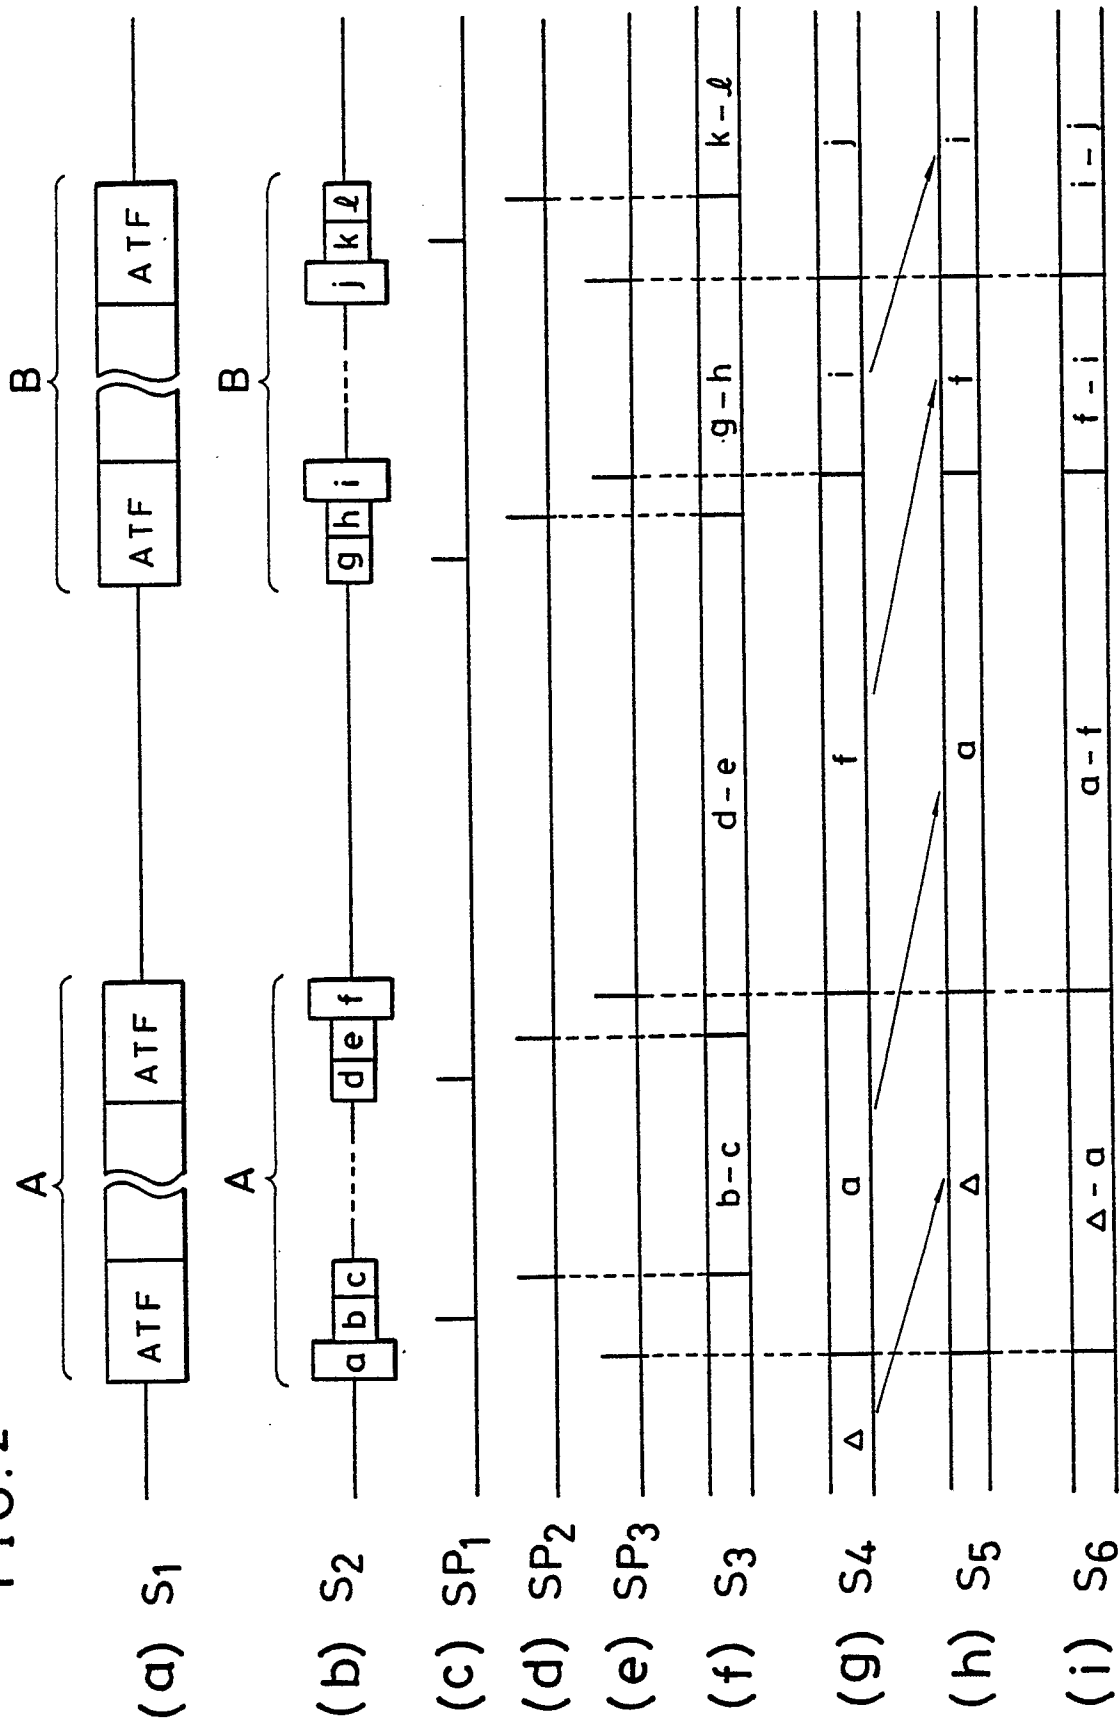 FIG. 2
A B
(a) S1 ATF ATF ATF ATF
A B
(b) S2 a b c d e f g h i j k ℓ
(c) SP1
(d) SP2
(e) SP3
(f) S3 b-c d-e g-h k-ℓ
(g) S4 Δ a f i j
(h) S5 Δ a f i
(i) S6 Δ-a a-f f-i i-j